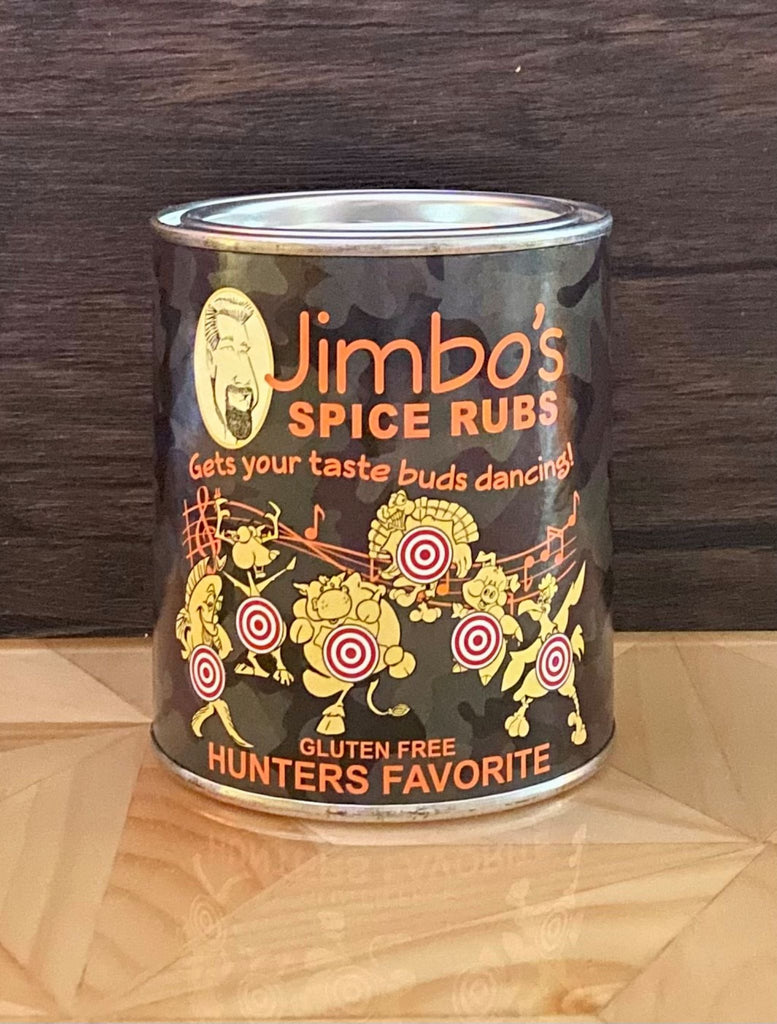 Jimbo's
SPICE RUBS
Gets your taste buds dancing!
GLUTEN FREE
HUNTERS FAVORITE